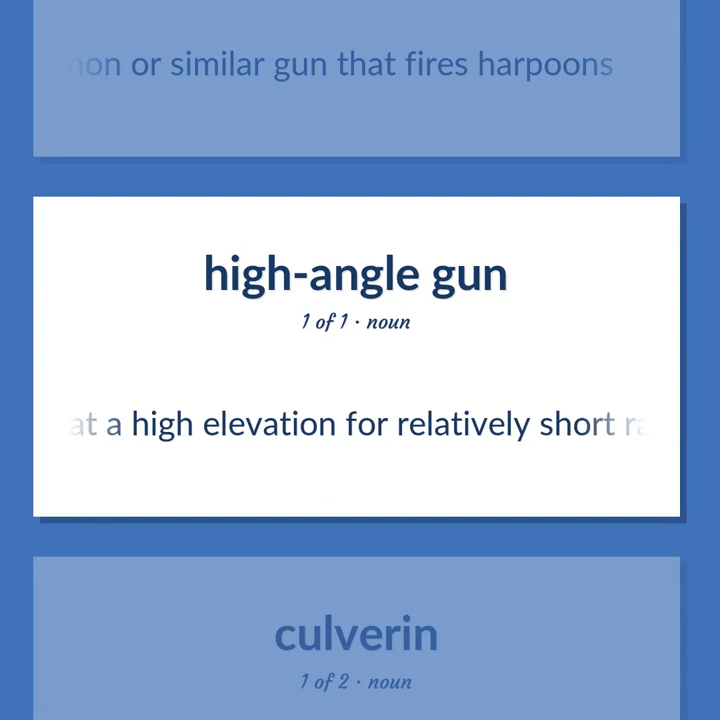 or similar gun that fires harpoons
high-angle gun
1 of 1 · noun
at a high elevation for relatively short
culverin
1 of 2 · noun